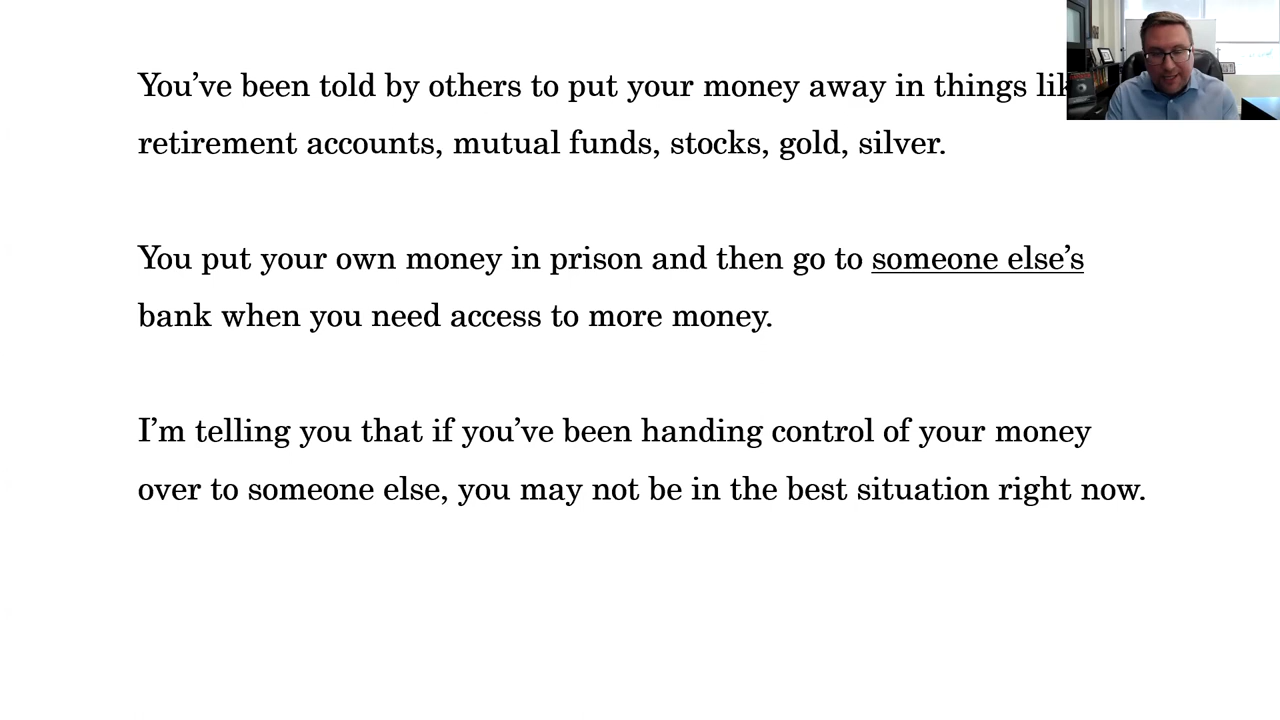 You’ve been told by others to put your money away in things
retirement accounts, mutual funds, stocks, gold, silver.
You put your own money in prison and then go to someone else’s
bank when you need access to more money.
I’m telling you that if you’ve been handing control of your money
over to someone else, you may not be in the best situation right now.